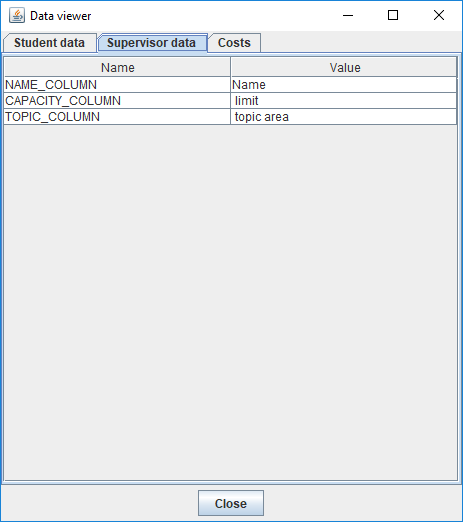 Data viewer
Student data Supervisor data Costs
Name Value
NAME_COLUMN Name
CAPACITY_COLUMN limit
TOPIC_COLUMN topic area
Close